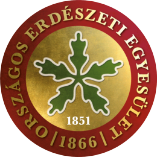 ORSZÁGOS ERDÉSZETI EGYESÜLET
1851
|1866|